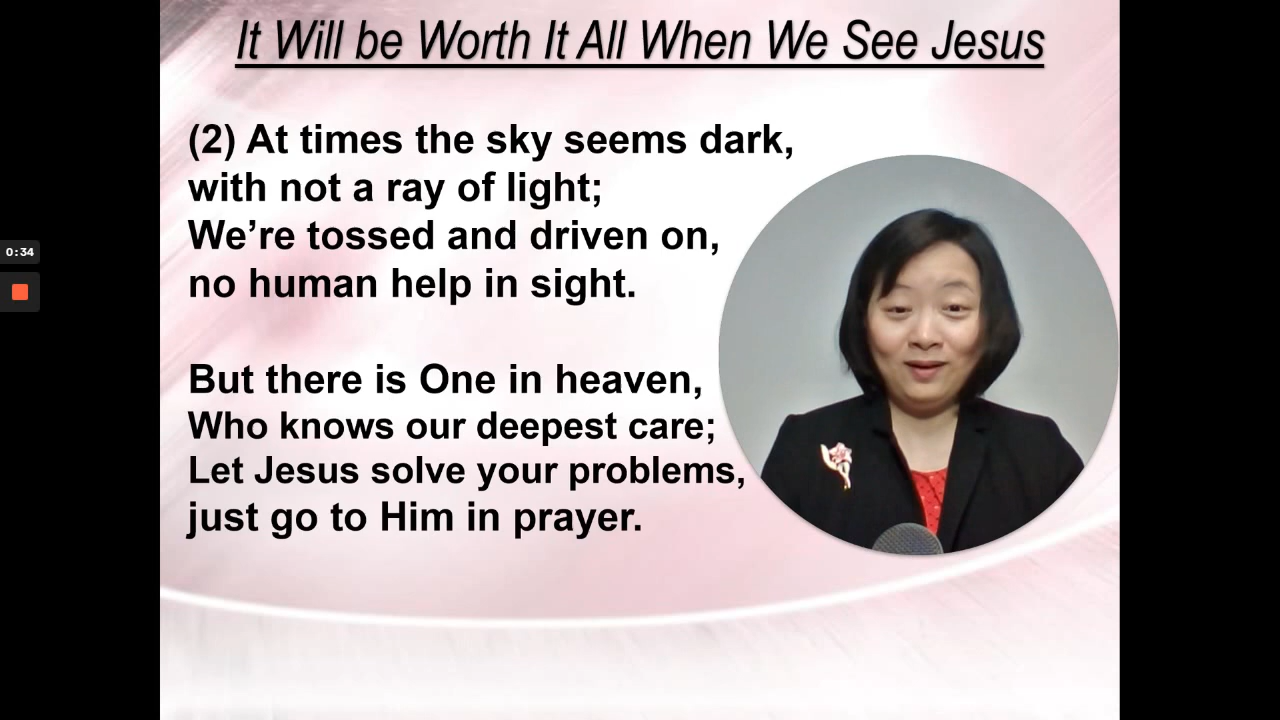 It Will be Worth It All When We See Jesus
(2) At times the sky seems dark,
with not a ray of light;
We’re tossed and driven on,
no human help in sight.
But there is One in heaven,
Who knows our deepest care;
Let Jesus solve your problems,
just go to Him in prayer.
0:34